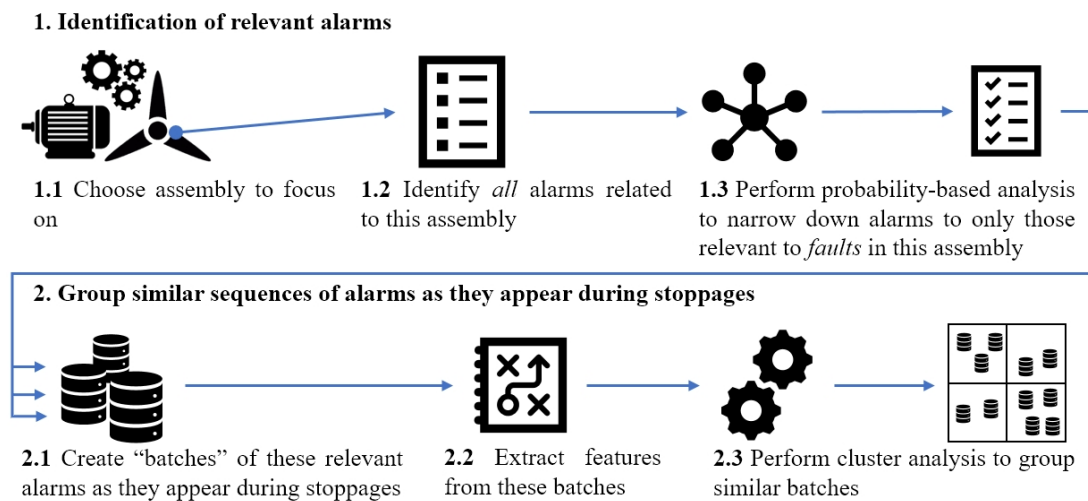 1. Identification of relevant alarms
1.1 Choose assembly to focus
on
1.2 Identify all alarms related
to this assembly
1.3 Perform probability-based analysis
to narrow down alarms to only those
relevant to faults in this assembly
2. Group similar sequences of alarms as they appear during stoppages
2.1 Create “batches” of these relevant
alarms as they appear during stoppages
2.2 Extract features
from these batches
2.3 Perform cluster analysis to group
similar batches